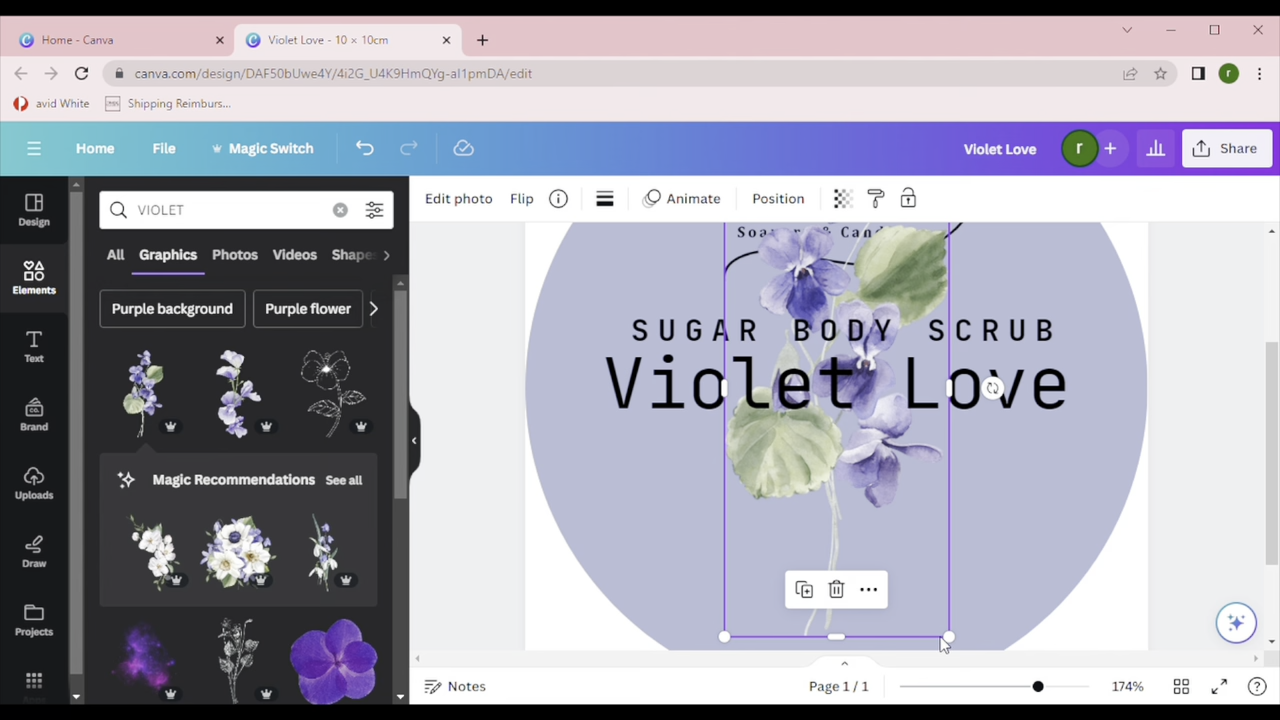 Home - Canva
Violet Love - 10 × 10cm
canva.com/design/DAF50bUwe4Y/4i2G_U4K9HmQYg-aI1pmDA/edit
r
avid White
Shipping Reimburs...
Home
File
Magic Switch
Violet Love
r
Share
Design
VIOLET
Edit photo
Flip
Animate
Position
All
Graphics
Photos
Videos
Shape
Elements
Purple background
Purple flower
Text
Brand
Magic Recommendations
See all
Uploads
Draw
Projects
SUGAR BODY SCRUB
Violet Love
Notes
Page 1 / 1
174%